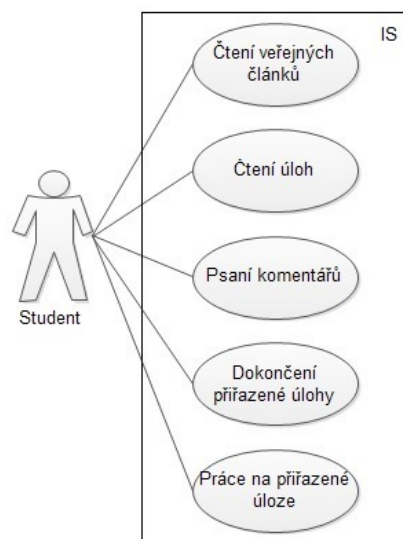 IS
Čtení veřejných
článků
Čtení úloh
Psaní komentářů
Student
Dokončení
přiřazené úlohy
Práce na přiřazené
úloze